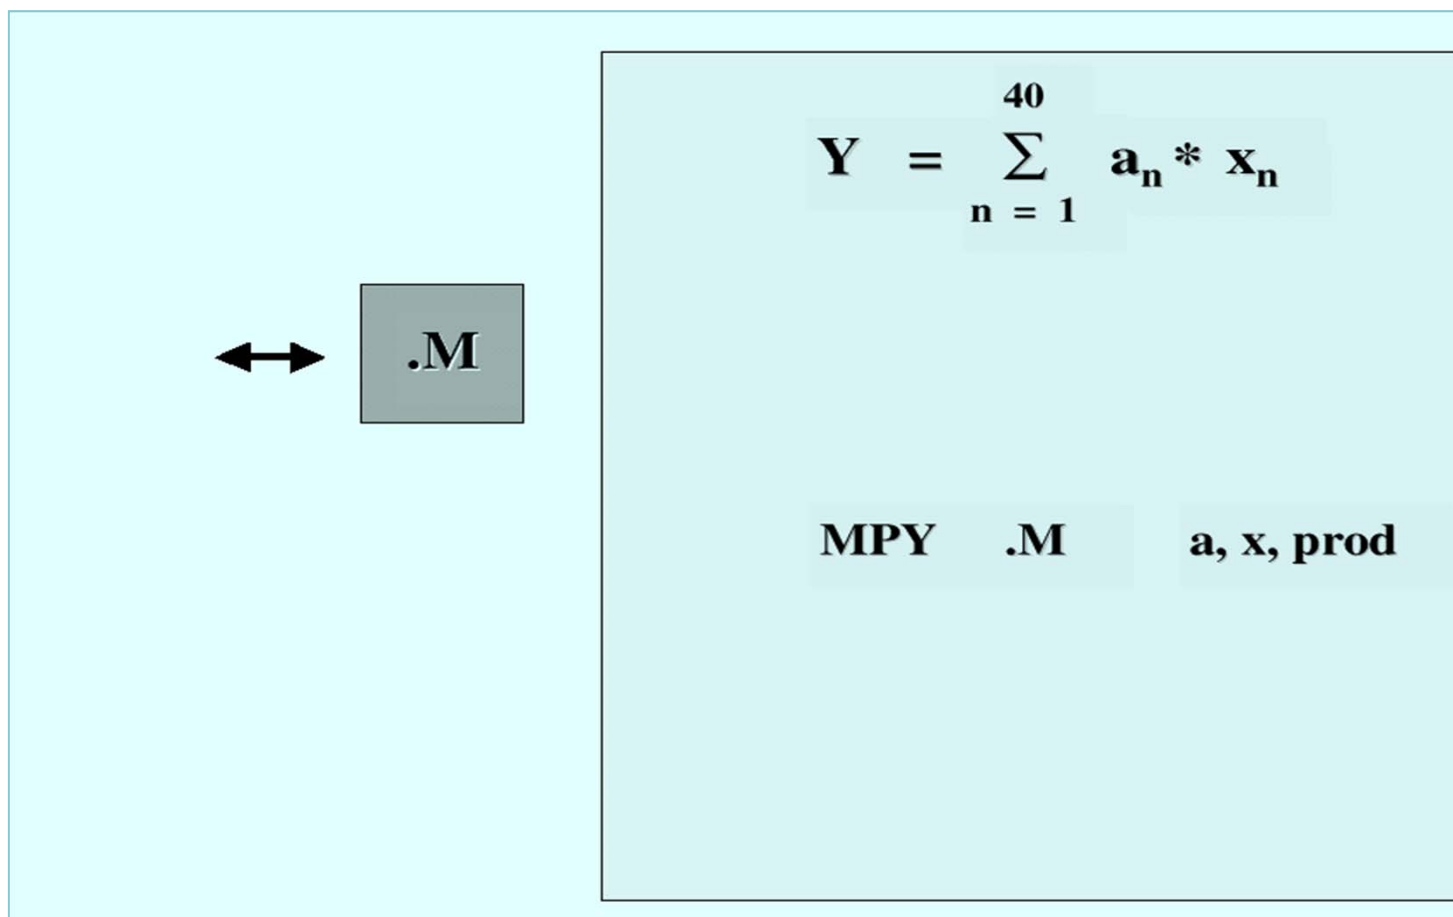 40
Y = Σ aₙ * xₙ
n = 1
.M
MPY .M a, x, prod